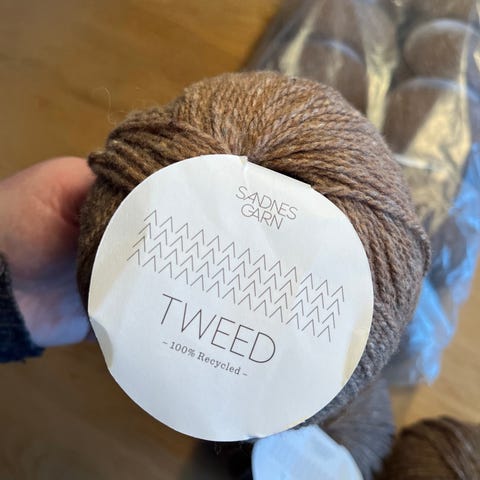 SANDNES
GARN
TWEED
- 100% Recycled -